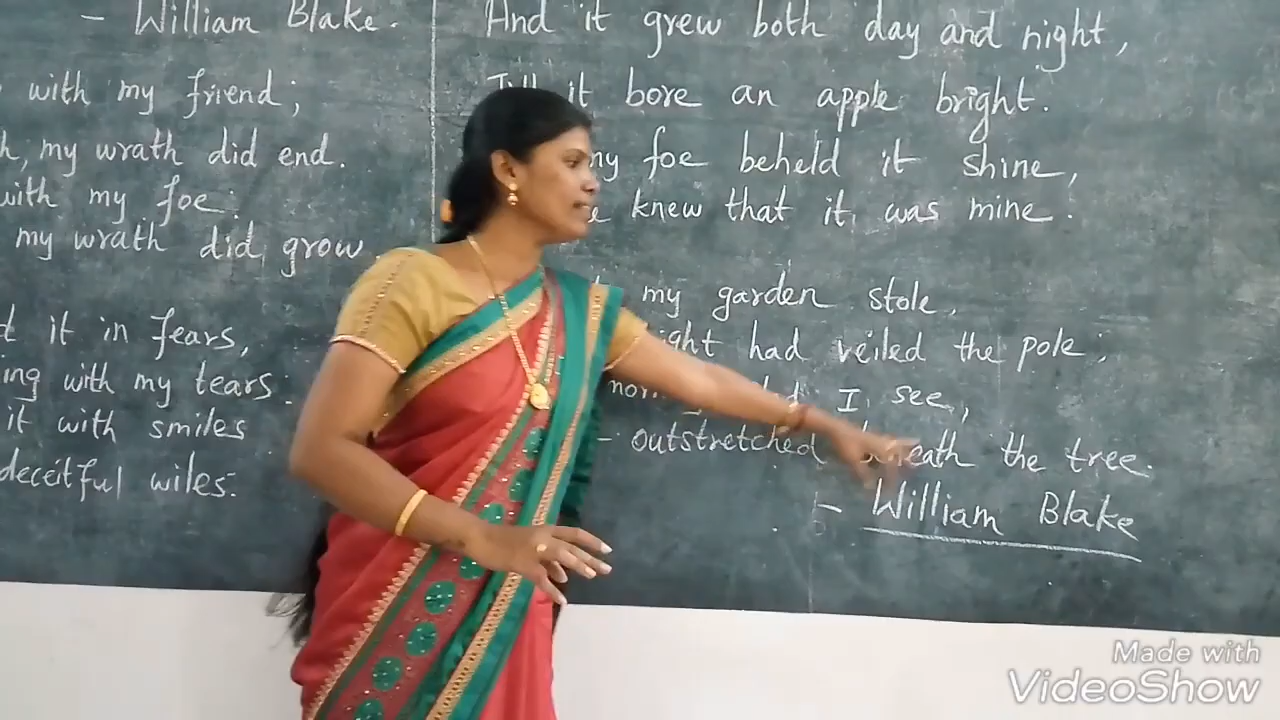 - William Blake.
with my friend;
, my wrath did end.
with my foe:
my wrath did grow.
it in fears,
with my tears.
it with smiles
deceitful wiles.
And it grew both day and night,
it bore an apple bright.
my foe beheld it shine,
knew that it was mine.
my garden stole,
had veiled the pole;
I see,
outstretched beneath the tree.
- William Blake
Made with
VideoShow